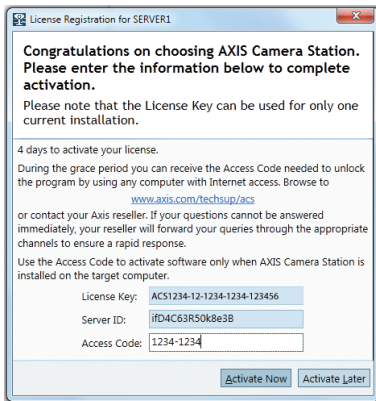 License Registration for SERVER1
Congratulations on choosing AXIS Camera Station.
Please enter the information below to complete
activation.
Please note that the License Key can be used for only one
current installation.
4 days to activate your license.
During the grace period you can receive the Access Code needed to unlock
the program by using any computer with Internet access. Browse to
www.axis.com/techsup/acs
or contact your Axis reseller. If your questions cannot be answered
immediately, your reseller will forward your queries through the appropriate
channels to ensure a rapid response.
Use the Access Code to activate software only when AXIS Camera Station is
installed on the target computer.
License Key: ACS1234-12-1234-1234-123456
Server ID: ifD4C63R50k8e3B
Access Code: 1234-1234
Activate Now Activate Later